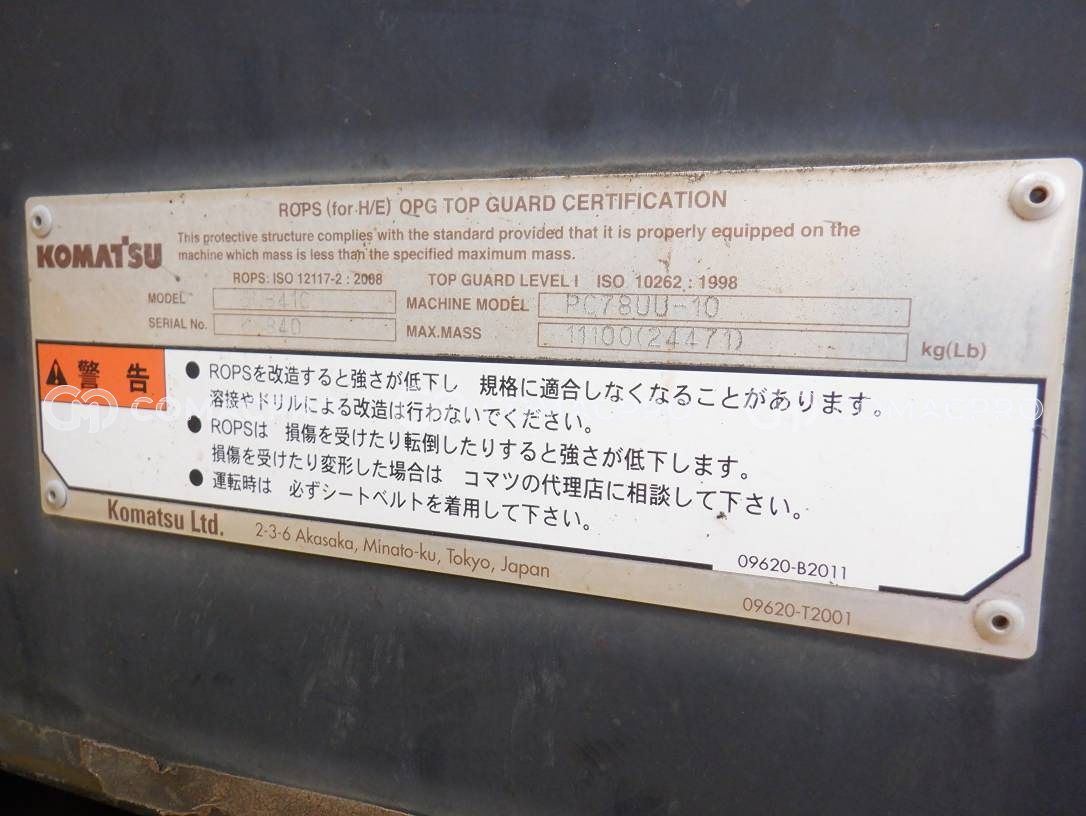 ROPS (for H/E) OPG TOP GUARD CERTIFICATION
KOMATSU
This protective structure complies with the standard provided that it is properly equipped on the
machine which mass is less than the specified maximum mass.
ROPS: ISO 12117-2 : 2008 TOP GUARD LEVEL I ISO 10262 : 1998
MODEL MACHINE MODEL PC78UU-10
SERIAL No. MAX.MASS 11100(24471) kg(Lb)
警告
● ROPSを改造すると強さが低下し 規格に適合しなくなることがあります。
溶接やドリルによる改造は行わないでください。
● ROPSは 損傷を受けたり転倒したりすると強さが低下します。
損傷を受けたり変形した場合は コマツの代理店に相談して下さい。
● 運転時は 必ずシートベルトを着用して下さい。
09620-B2011
Komatsu Ltd. 2-3-6 Akasaka, Minato-ku, Tokyo, Japan
09620-T2001